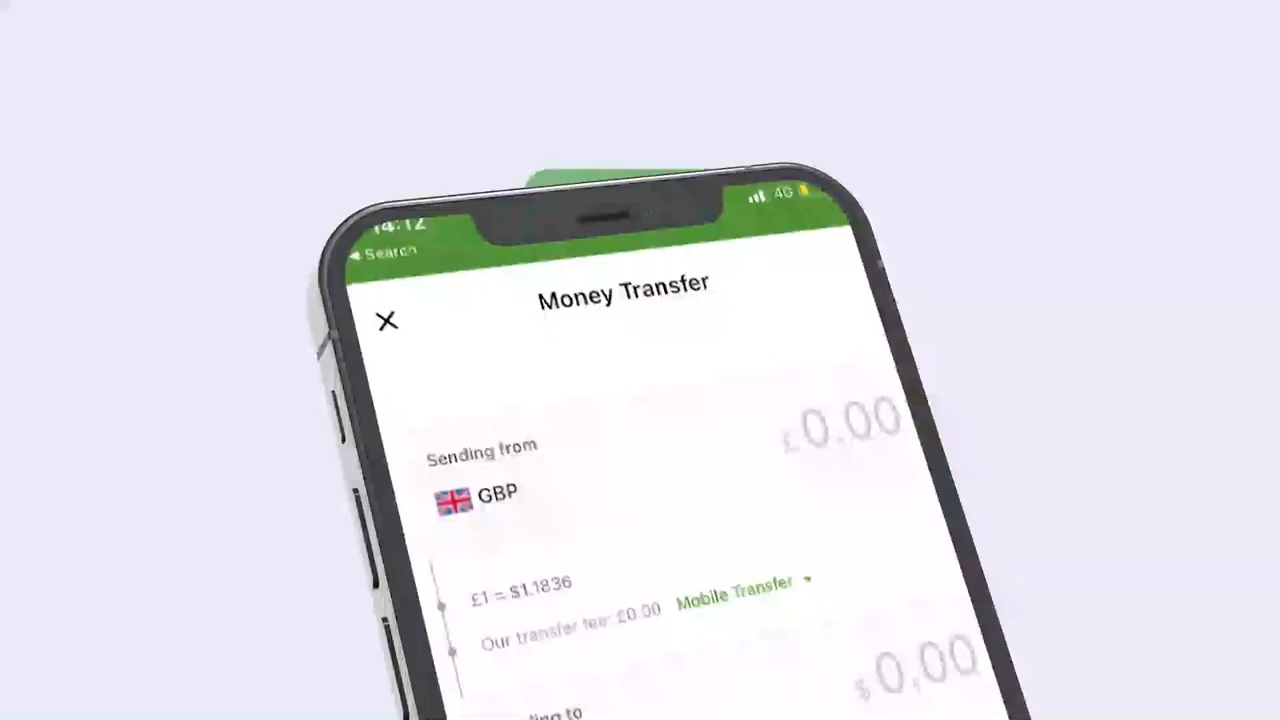 14:12
4G
Search
Money Transfer
£0.00
Sending from
GBP
£1 = $1.1836
Our transfer fee: £0.00 Mobile Transfer
$0.00
to